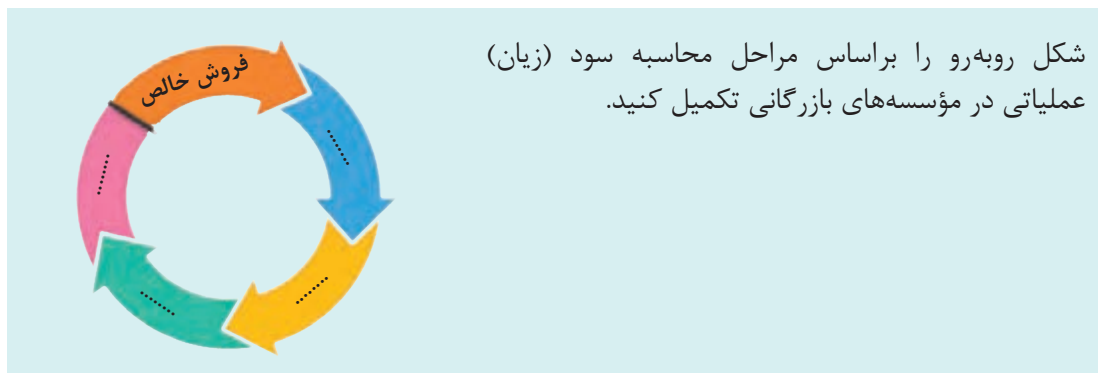 شکل روبه‌رو را براساس مراحل محاسبه سود (زیان)
عملیاتی در مؤسسه‌های بازرگانی تکمیل کنید.
فروش خالص
........
........
........
........